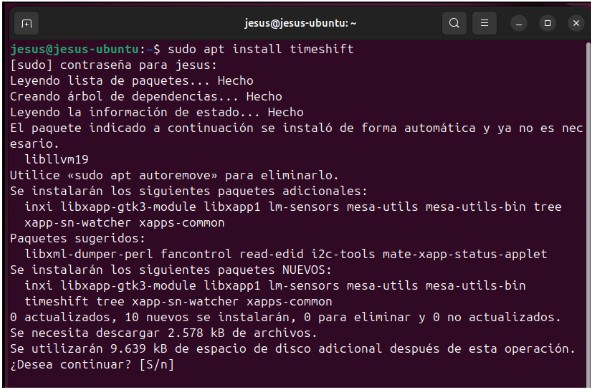 jesus@jesus-ubuntu: ~
jesus@jesus-ubuntu:~$ sudo apt install timeshift
[sudo] contraseña para jesus:
Leyendo lista de paquetes... Hecho
Creando árbol de dependencias... Hecho
Leyendo la información de estado... Hecho
El paquete indicado a continuación se instaló de forma automática y ya no es nec
esario.
  libllvm19
Utilice «sudo apt autoremove» para eliminarlo.
Se instalarán los siguientes paquetes adicionales:
  inxi libxapp-gtk3-module libxapp1 lm-sensors mesa-utils mesa-utils-bin tree
  xapp-sn-watcher xapps-common
Paquetes sugeridos:
  libxml-dumper-perl fancontrol read-edid i2c-tools mate-xapp-status-applet
Se instalarán los siguientes paquetes NUEVOS:
  inxi libxapp-gtk3-module libxapp1 lm-sensors mesa-utils mesa-utils-bin
  timeshift tree xapp-sn-watcher xapps-common
0 actualizados, 10 nuevos se instalarán, 0 para eliminar y 0 no actualizados.
Se necesita descargar 2.578 kB de archivos.
Se utilizarán 9.639 kB de espacio de disco adicional después de esta operación.
¿Desea continuar? [S/n]